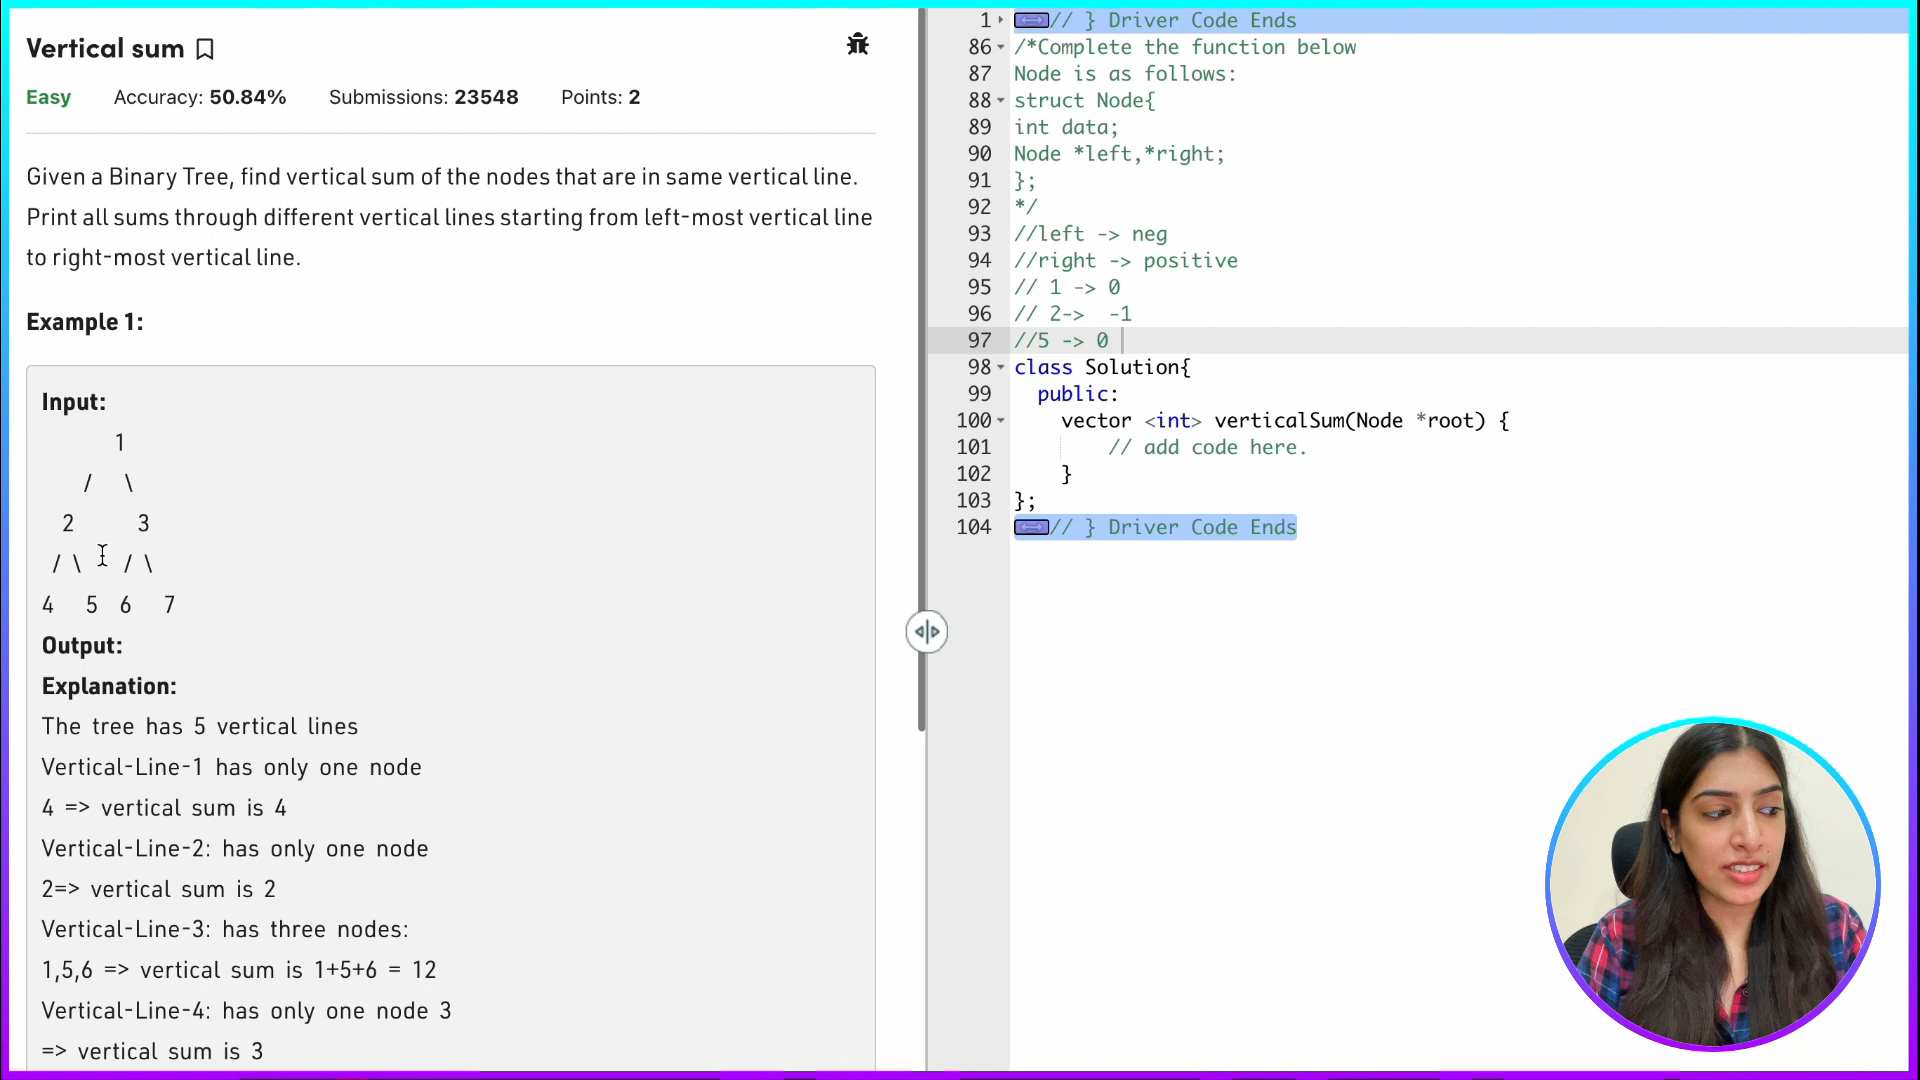 Vertical sum
Easy Accuracy: 50.84% Submissions: 23548 Points: 2
Given a Binary Tree, find vertical sum of the nodes that are in same vertical line.
Print all sums through different vertical lines starting from left-most vertical line
to right-most vertical line.
Example 1:
Input:
1
/ \
2 3
/ \ / \
4 5 6 7
Output:
Explanation:
The tree has 5 vertical lines
Vertical-Line-1 has only one node
4 => vertical sum is 4
Vertical-Line-2: has only one node
2=> vertical sum is 2
Vertical-Line-3: has three nodes:
1,5,6 => vertical sum is 1+5+6 = 12
Vertical-Line-4: has only one node 3
=> vertical sum is 3
1 // } Driver Code Ends
86 /*Complete the function below
87 Node is as follows:
88 struct Node{
89 int data;
90 Node *left,*right;
91 };
92 */
93 //left -> neg
94 //right -> positive
95 // 1 -> 0
96 // 2-> -1
97 //5 -> 0
98 class Solution{
99 public:
100 vector <int> verticalSum(Node *root) {
101 // add code here.
102 }
103 };
104 // } Driver Code Ends